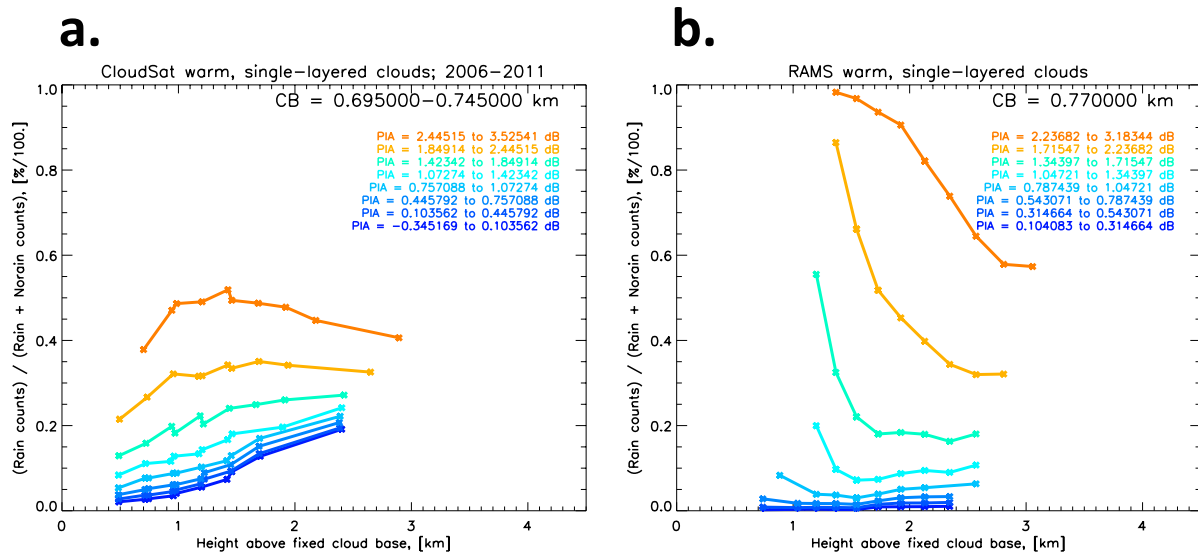 a.
CloudSat warm, single-layered clouds; 2006-2011
CB = 0.695000-0.745000 km
PIA = 2.44515 to 3.52541 dB
PIA = 1.84914 to 2.44515 dB
PIA = 1.42342 to 1.84914 dB
PIA = 1.07274 to 1.42342 dB
PIA = 0.757088 to 1.07274 dB
PIA = 0.445792 to 0.757088 dB
PIA = 0.103562 to 0.445792 dB
PIA = -0.345169 to 0.103562 dB
(Rain counts) / (Rain + Norain counts), [%/100.]
1.0
0.8
0.6
0.4
0.2
0.0
0 1 2 3 4
Height above fixed cloud base, [km]
b.
RAMS warm, single-layered clouds
CB = 0.770000 km
PIA = 2.23682 to 3.18344 dB
PIA = 1.71547 to 2.23682 dB
PIA = 1.34397 to 1.71547 dB
PIA = 1.04721 to 1.34397 dB
PIA = 0.787439 to 1.04721 dB
PIA = 0.543071 to 0.787439 dB
PIA = 0.314664 to 0.543071 dB
PIA = 0.104083 to 0.314664 dB
(Rain counts) / (Rain + Norain counts), [%/100.]
1.0
0.8
0.6
0.4
0.2
0.0
0 1 2 3 4
Height above fixed cloud base, [km]